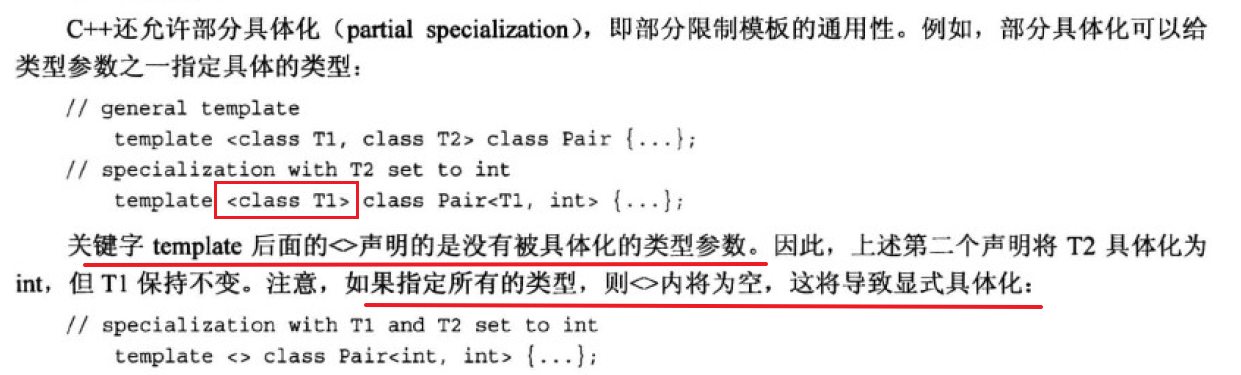 C++还允许部分具体化（partial specialization），即部分限制模板的通用性。例如，部分具体化可以给
类型参数之一指定具体的类型：
// general template
template <class T1, class T2> class Pair {...};
// specialization with T2 set to int
template <class T1> class Pair<T1, int> {...};
关键字 template 后面的<>声明的是没有被具体化的类型参数。因此，上述第二个声明将 T2 具体化为
int，但 T1 保持不变。注意，如果指定所有的类型，则<>内将为空，这将导致显式具体化：
// specialization with T1 and T2 set to int
template <> class Pair<int, int> {...};